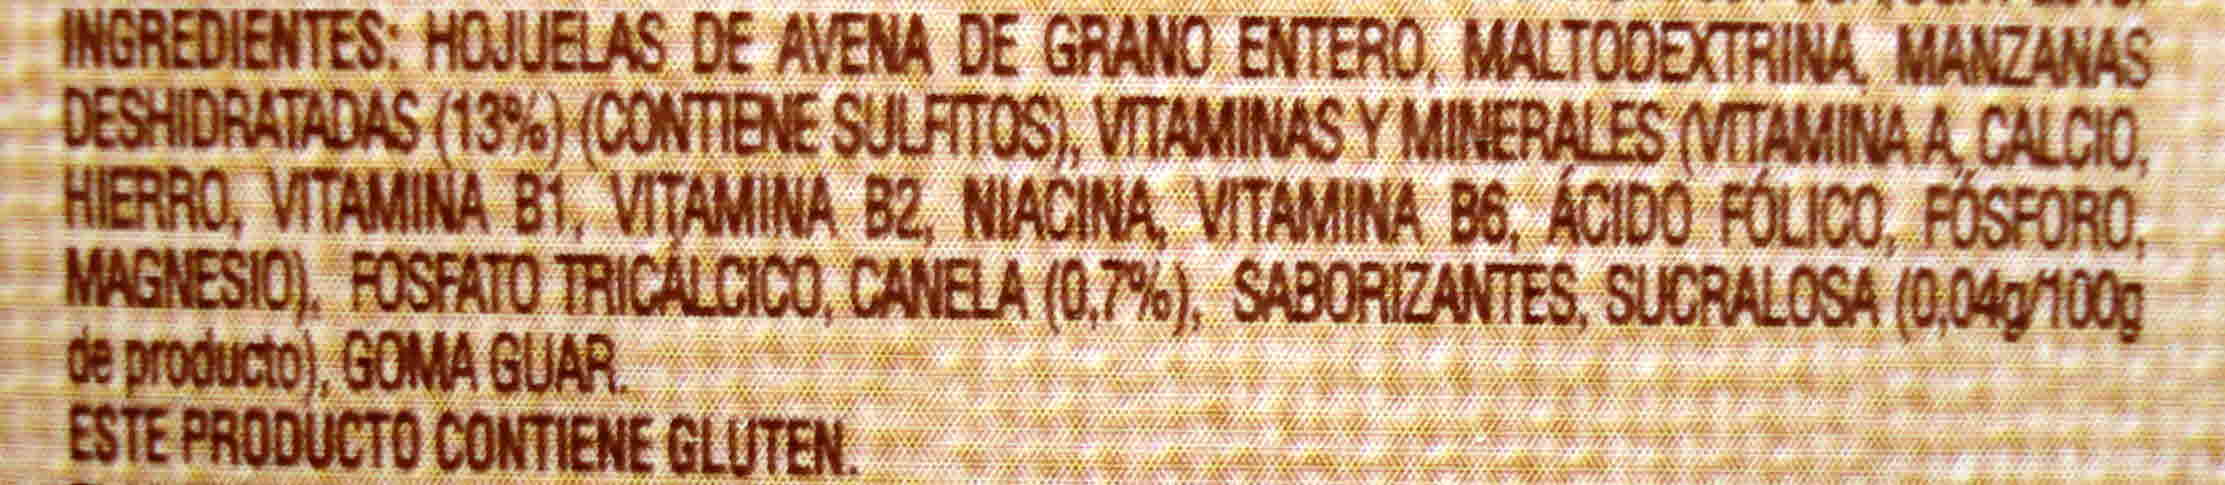 INGREDIENTES: HOJUELAS DE AVENA DE GRANO ENTERO, MALTODEXTRINA, MANZANAS
DESHIDRATADAS (13%) (CONTIENE SULFITOS), VITAMINAS Y MINERALES (VITAMINA A, CALCIO,
HIERRO, VITAMINA B1, VITAMINA B2, NIACINA, VITAMINA B6, ÁCIDO FÓLICO, FÓSFORO,
MAGNESIO), FOSFATO TRICÁLCICO, CANELA (0,7%), SABORIZANTES, SUCRALOSA (0,04g/100g
de producto), GOMA GUAR.
ESTE PRODUCTO CONTIENE GLUTEN.